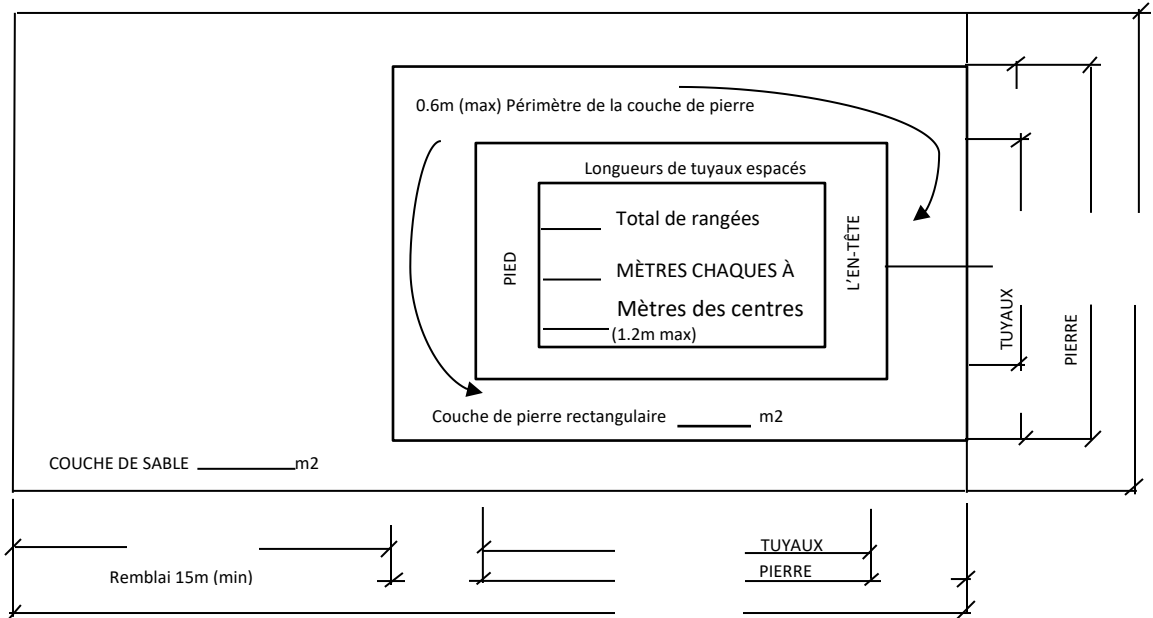 0.6m (max) Périmètre de la couche de pierre
Longueurs de tuyaux espacés
Total de rangées
MÈTRES CHAQUES À
Mètres des centres
(1.2m max)
PIED
L'EN-TÊTE
TUYAUX
PIERRE
Couche de pierre rectangulaire ______ m2
COUCHE DE SABLE ______m2
TUYAUX
Remblai 15m (min)
PIERRE